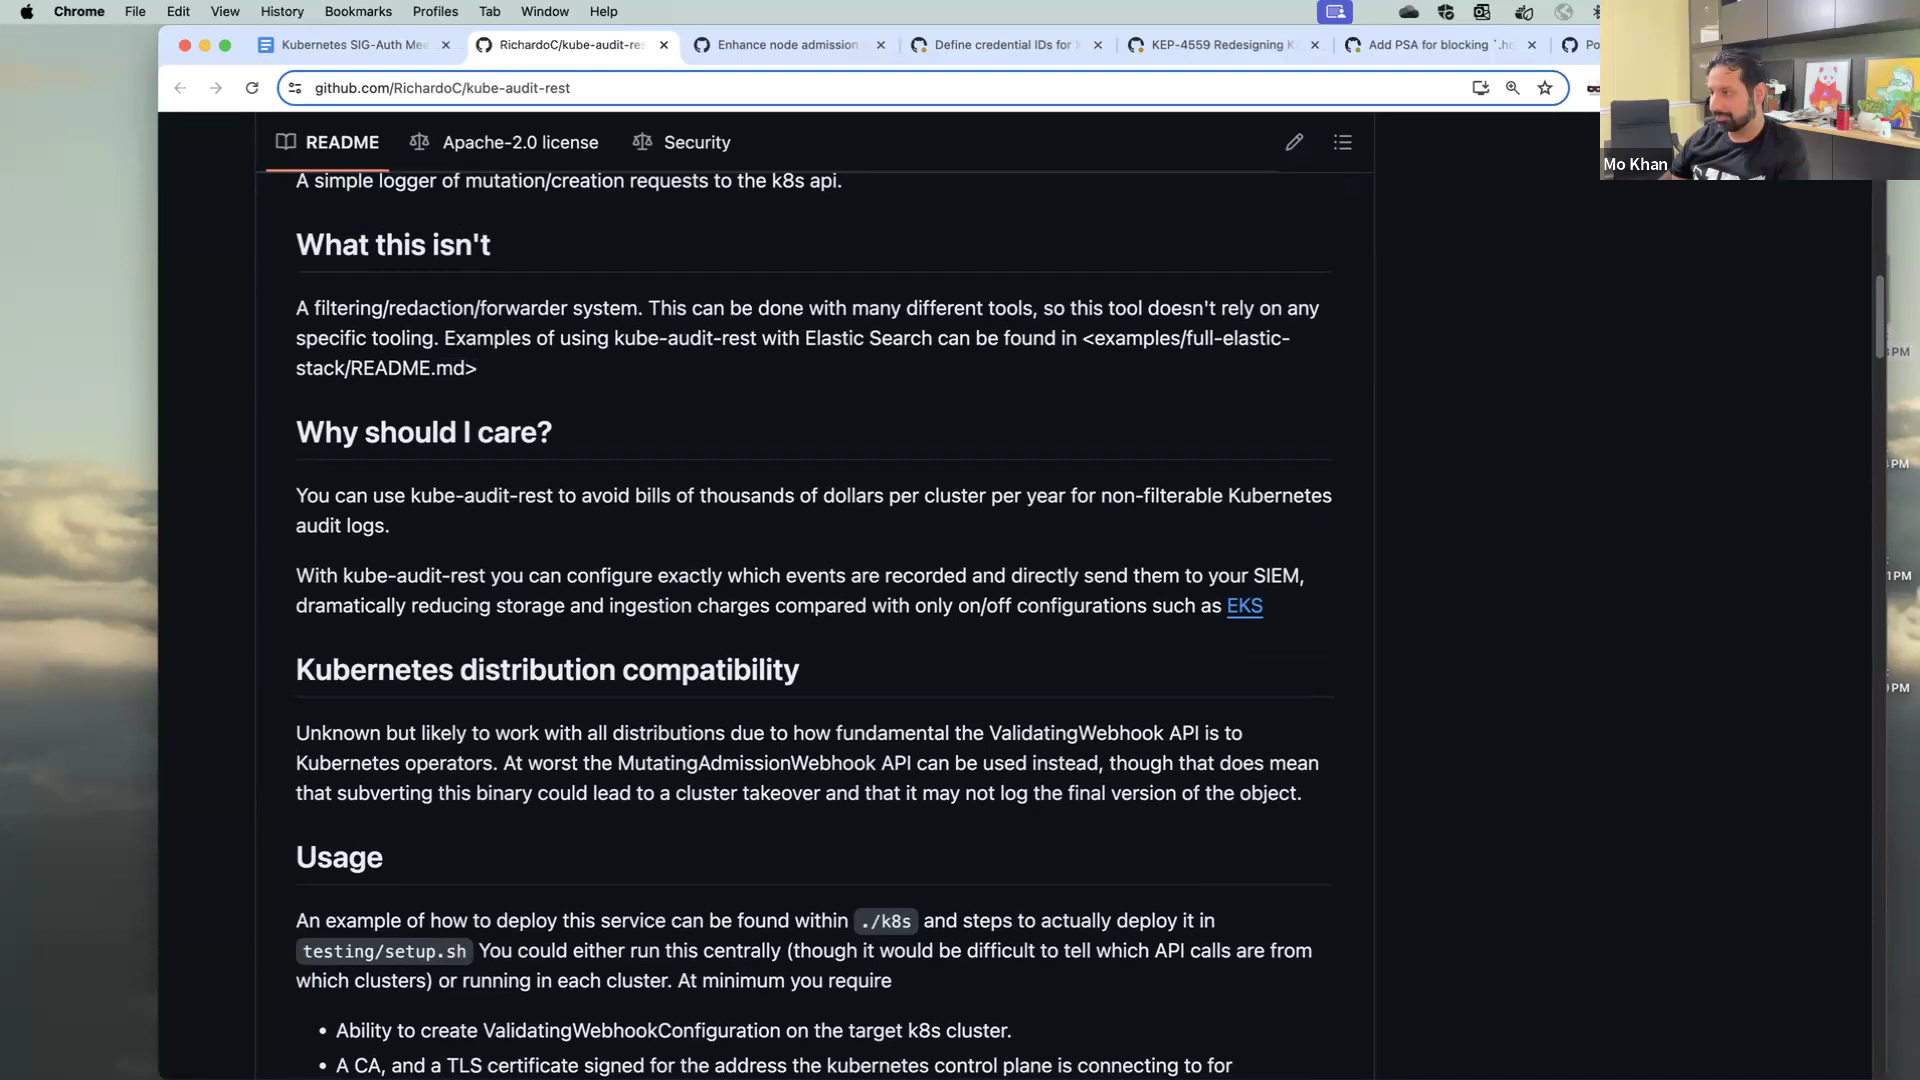 Chrome File Edit View History Bookmarks Profiles Tab Window Help
Kubernetes SIG-Auth Mee
RichardoC/kube-audit-res
Enhance node admission
Define credential IDs for X
KEP-4559 Redesigning K
Add PSA for blocking `.ho
Po
github.com/RichardoC/kube-audit-rest
Mo Khan
README Apache-2.0 license Security
A simple logger of mutation/creation requests to the k8s api.
What this isn't
A filtering/redaction/forwarder system. This can be done with many different tools, so this tool doesn't rely on any
specific tooling. Examples of using kube-audit-rest with Elastic Search can be found in <examples/full-elastic-
stack/README.md>
Why should I care?
You can use kube-audit-rest to avoid bills of thousands of dollars per cluster per year for non-filterable Kubernetes
audit logs.
With kube-audit-rest you can configure exactly which events are recorded and directly send them to your SIEM,
dramatically reducing storage and ingestion charges compared with only on/off configurations such as EKS
Kubernetes distribution compatibility
Unknown but likely to work with all distributions due to how fundamental the ValidatingWebhook API is to
Kubernetes operators. At worst the MutatingAdmissionWebhook API can be used instead, though that does mean
that subverting this binary could lead to a cluster takeover and that it may not log the final version of the object.
Usage
An example of how to deploy this service can be found within ./k8s and steps to actually deploy it in
testing/setup.sh You could either run this centrally (though it would be difficult to tell which API calls are from
which clusters) or running in each cluster. At minimum you require
• Ability to create ValidatingWebhookConfiguration on the target k8s cluster.
• A CA, and a TLS certificate signed for the address the kubernetes control plane is connecting to for
PM
PM
1 PM
PM